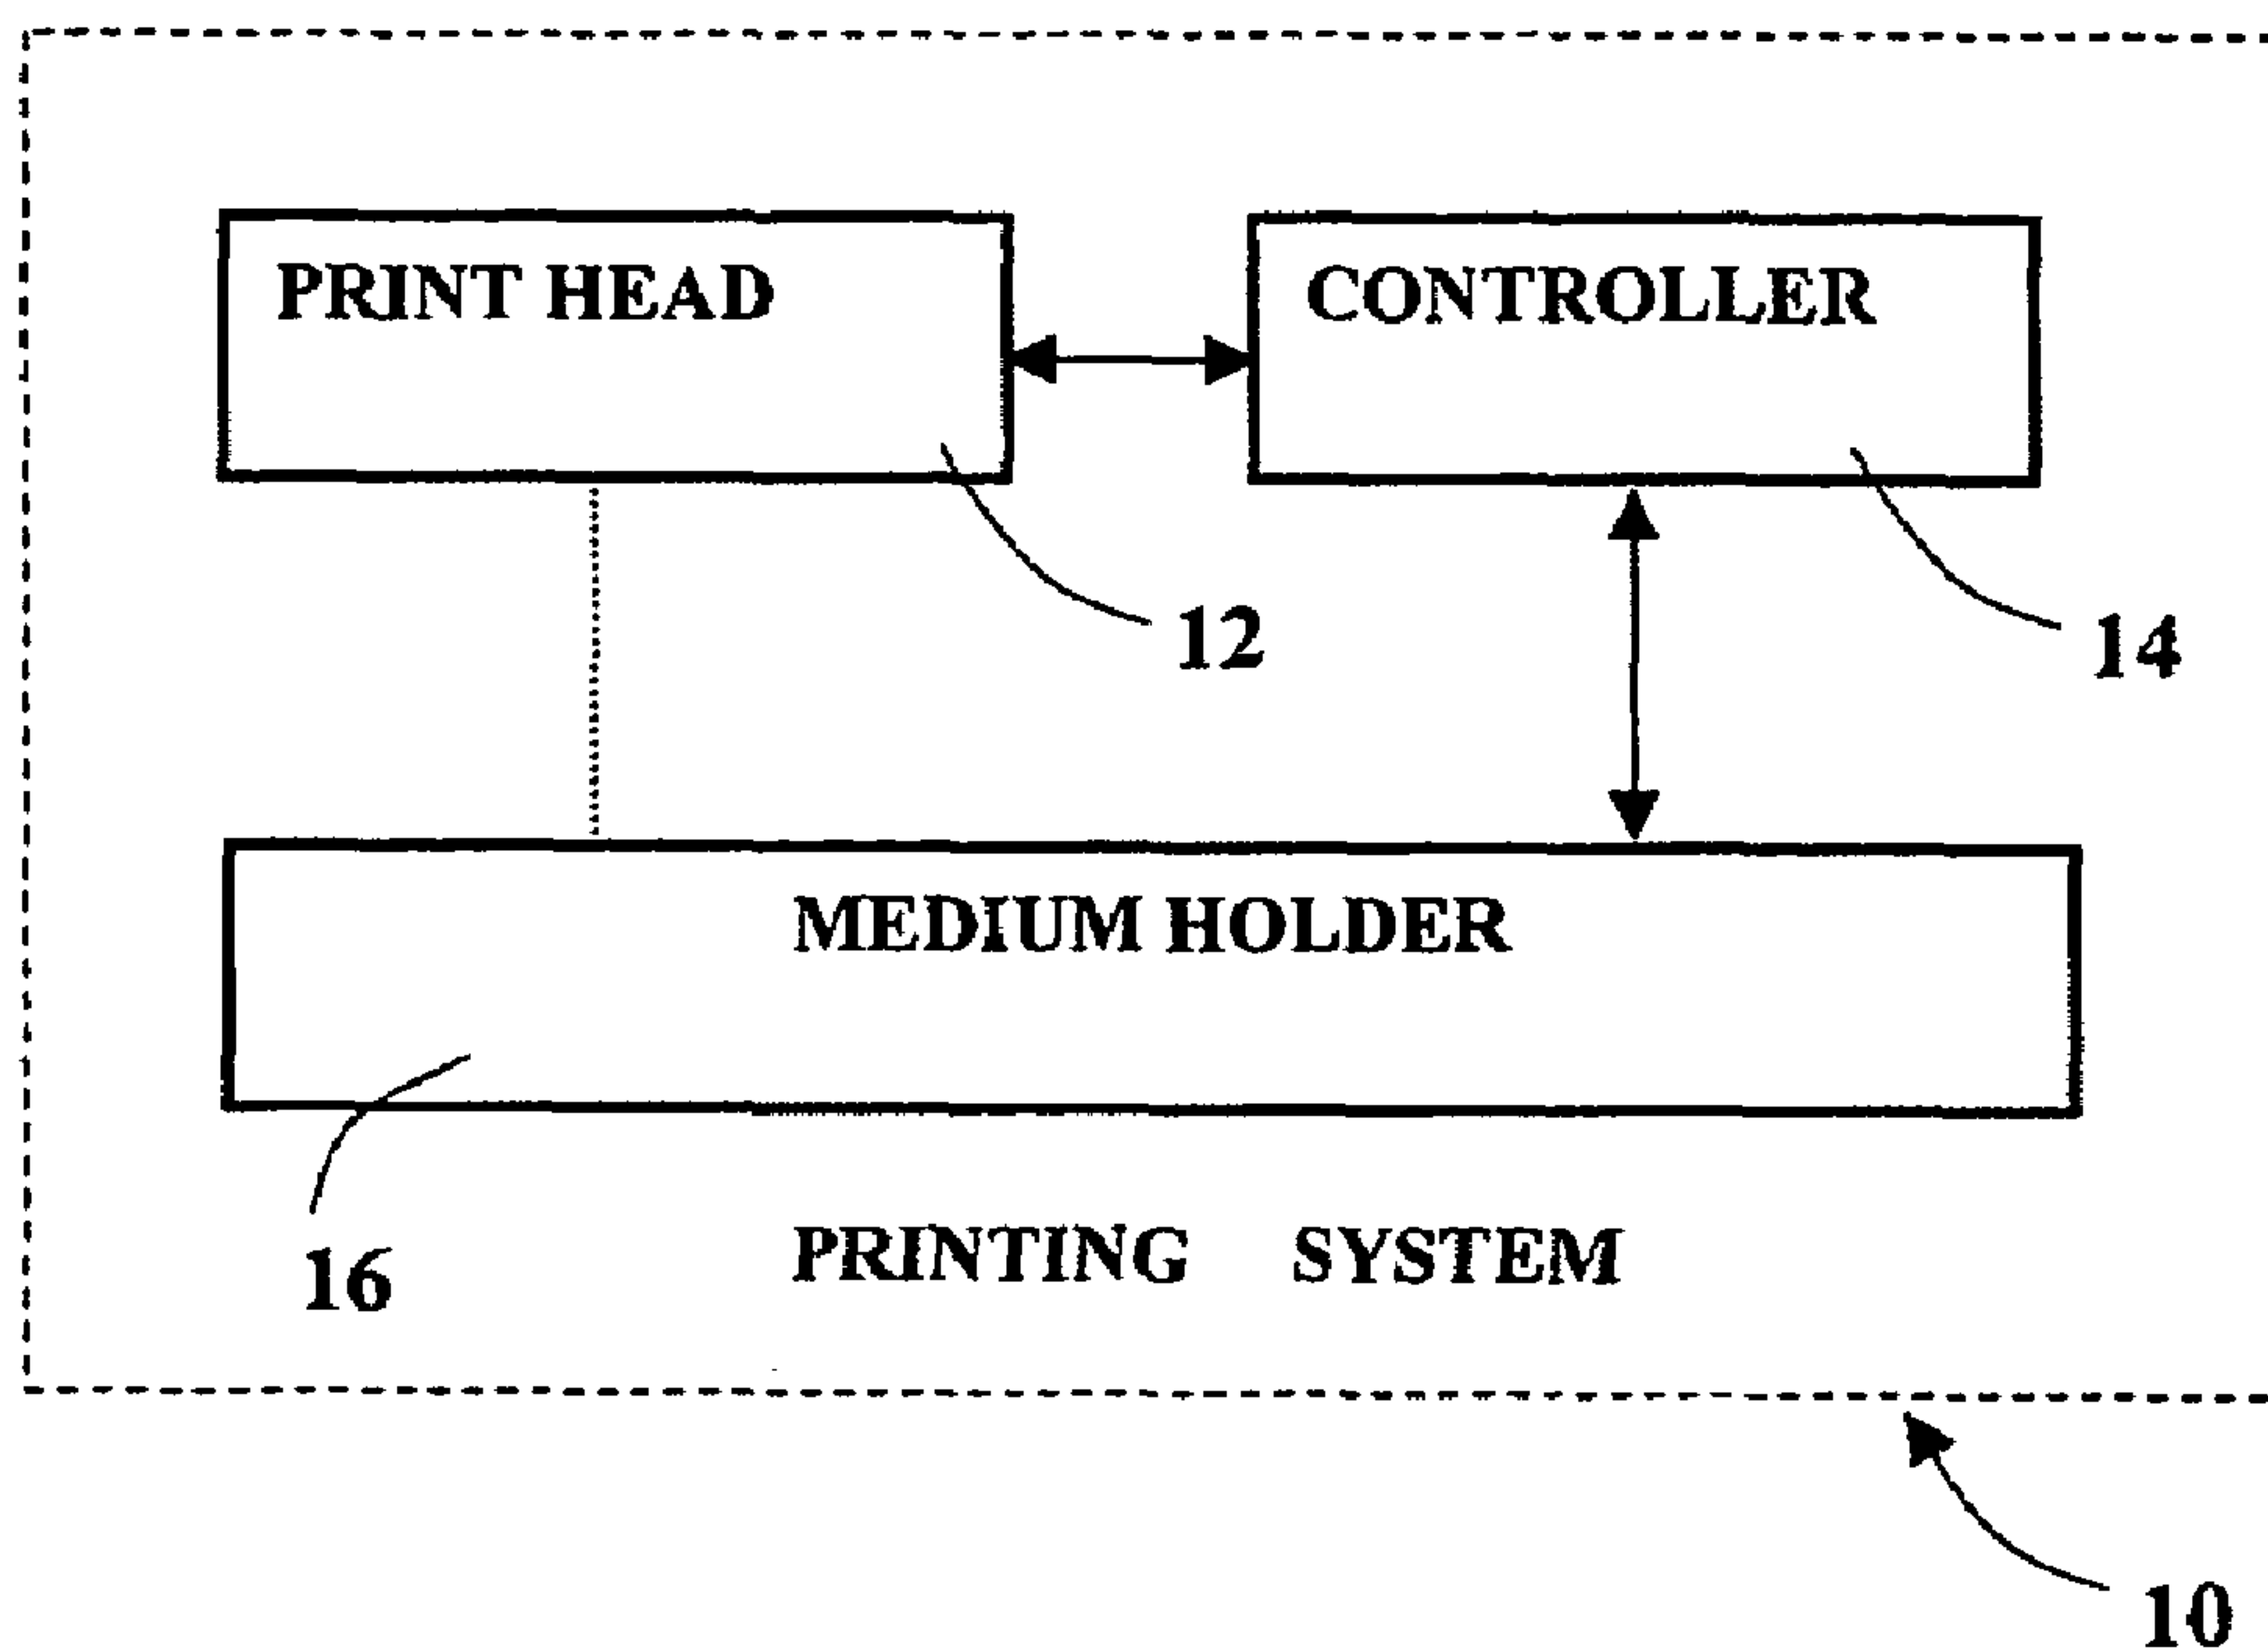 PRINT HEAD
CONTROLLER
12
14
MEDIUM HOLDER
16
PRINTING SYSTEM
10